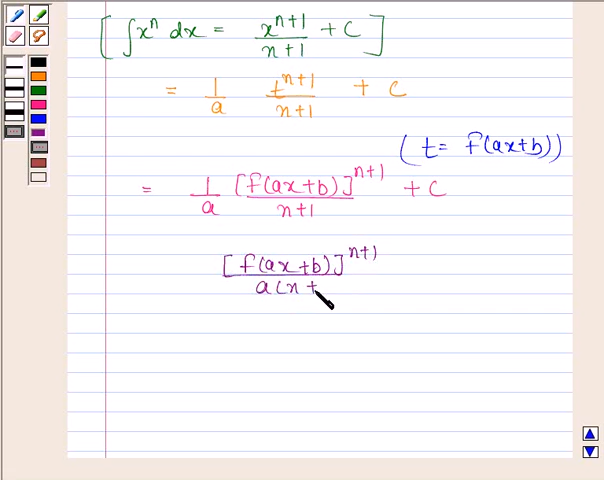 [∫xⁿ dx = xⁿ⁺¹/n+1 + C]
= 1/a tⁿ⁺¹/n+1 + C
(t = f(ax+b))
= 1/a [f(ax+b)]ⁿ⁺¹/n+1 + C
[f(ax+b)]ⁿ⁺¹/a(n+